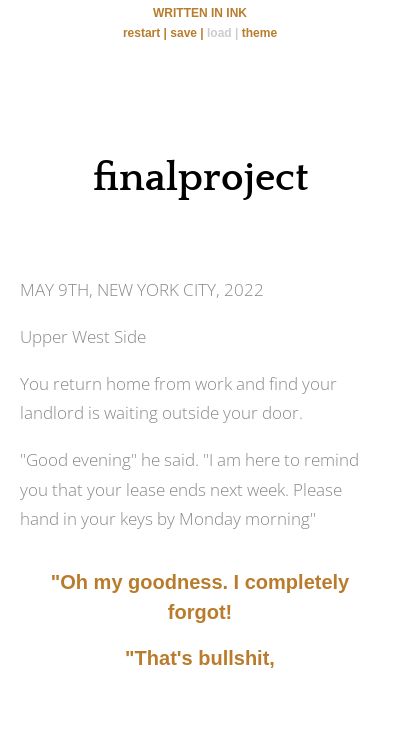 WRITTEN IN INK
restart | save | load | theme
finalproject
MAY 9TH, NEW YORK CITY, 2022
Upper West Side
You return home from work and find your
landlord is waiting outside your door.
"Good evening" he said. "I am here to remind
you that your lease ends next week. Please
hand in your keys by Monday morning"
"Oh my goodness. I completely
forgot!
"That's bullshit,